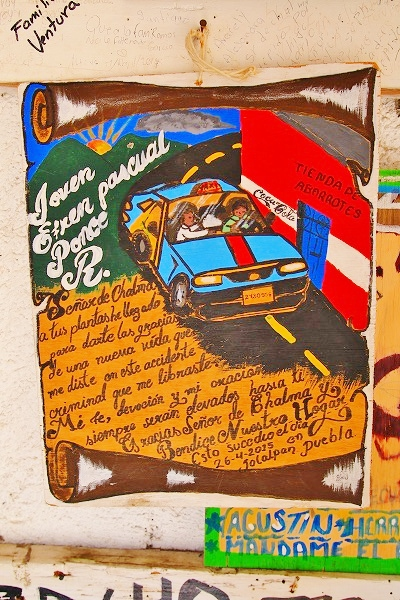 Familia
Ventura
Joven
Efren pascual
Ponce
R.
TIENDA DE
ABARROTES
Coca-Cola
Señor de Chalma
a tus plantas he llegado
para darte las gracias
de una nueva vida que
me diste en este accidente
criminal que me libraste
Mi fe, devoción y mi oración
siempre serán elevados hasta ti
Gracias Señor de Chalma y
Bendice Nuestro Hogar
Esto sucedio el día
26-4-2015 en
Jolalpan Puebla
AGUSTIN HERR
MANDAME EL